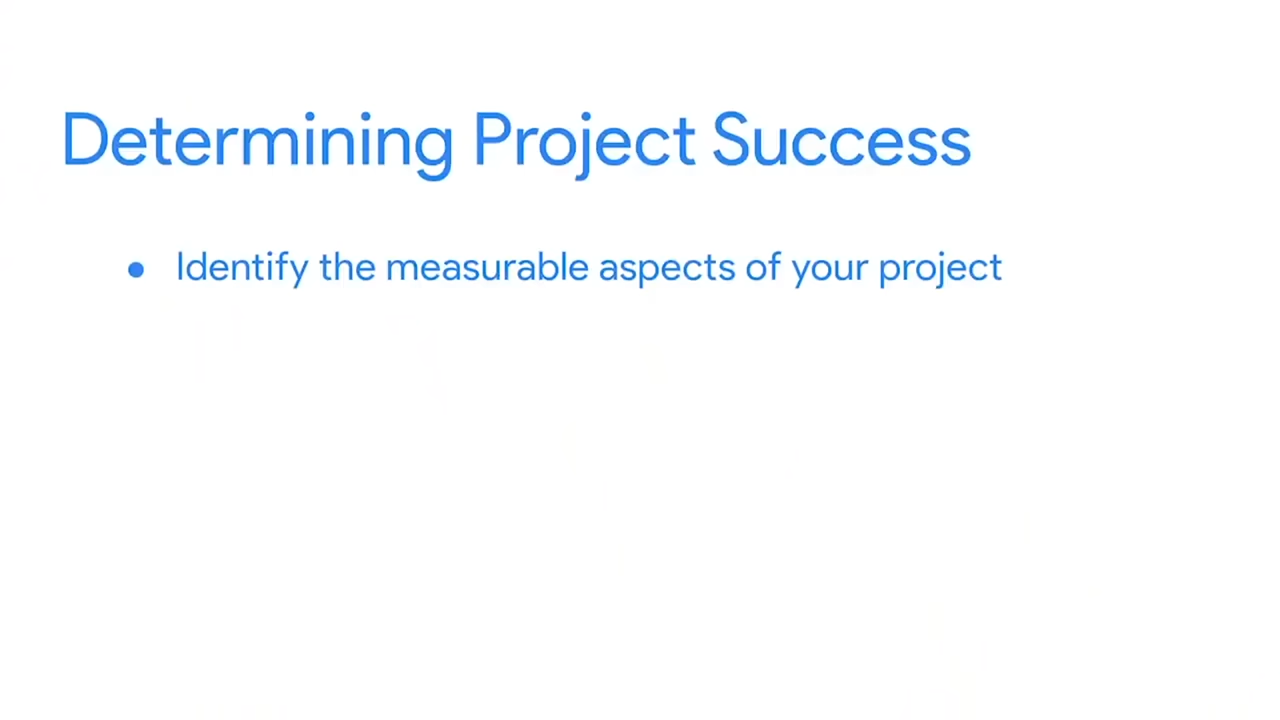 Determining Project Success
● Identify the measurable aspects of your project